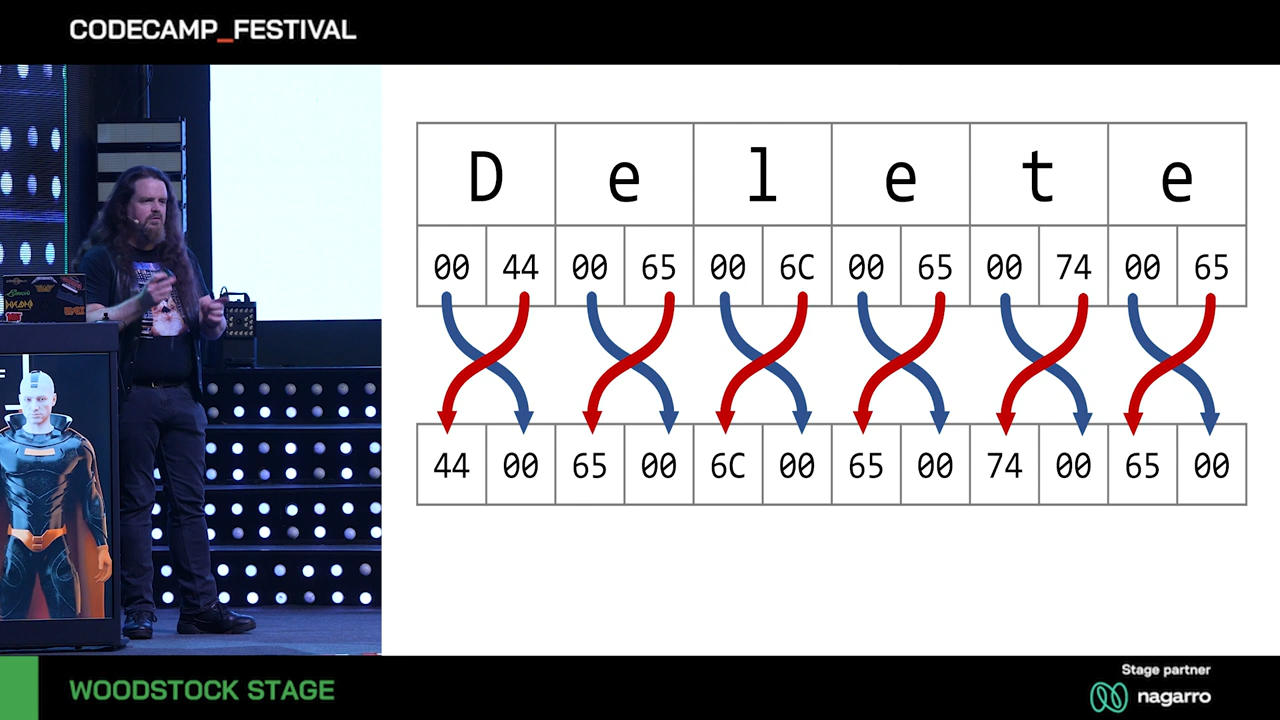 CODECAMP_FESTIVAL
D e l e t e
00 44 00 65 00 6C 00 65 00 74 00 65
44 00 65 00 6C 00 65 00 74 00 65 00
WOODSTOCK STAGE
Stage partner
nagarro